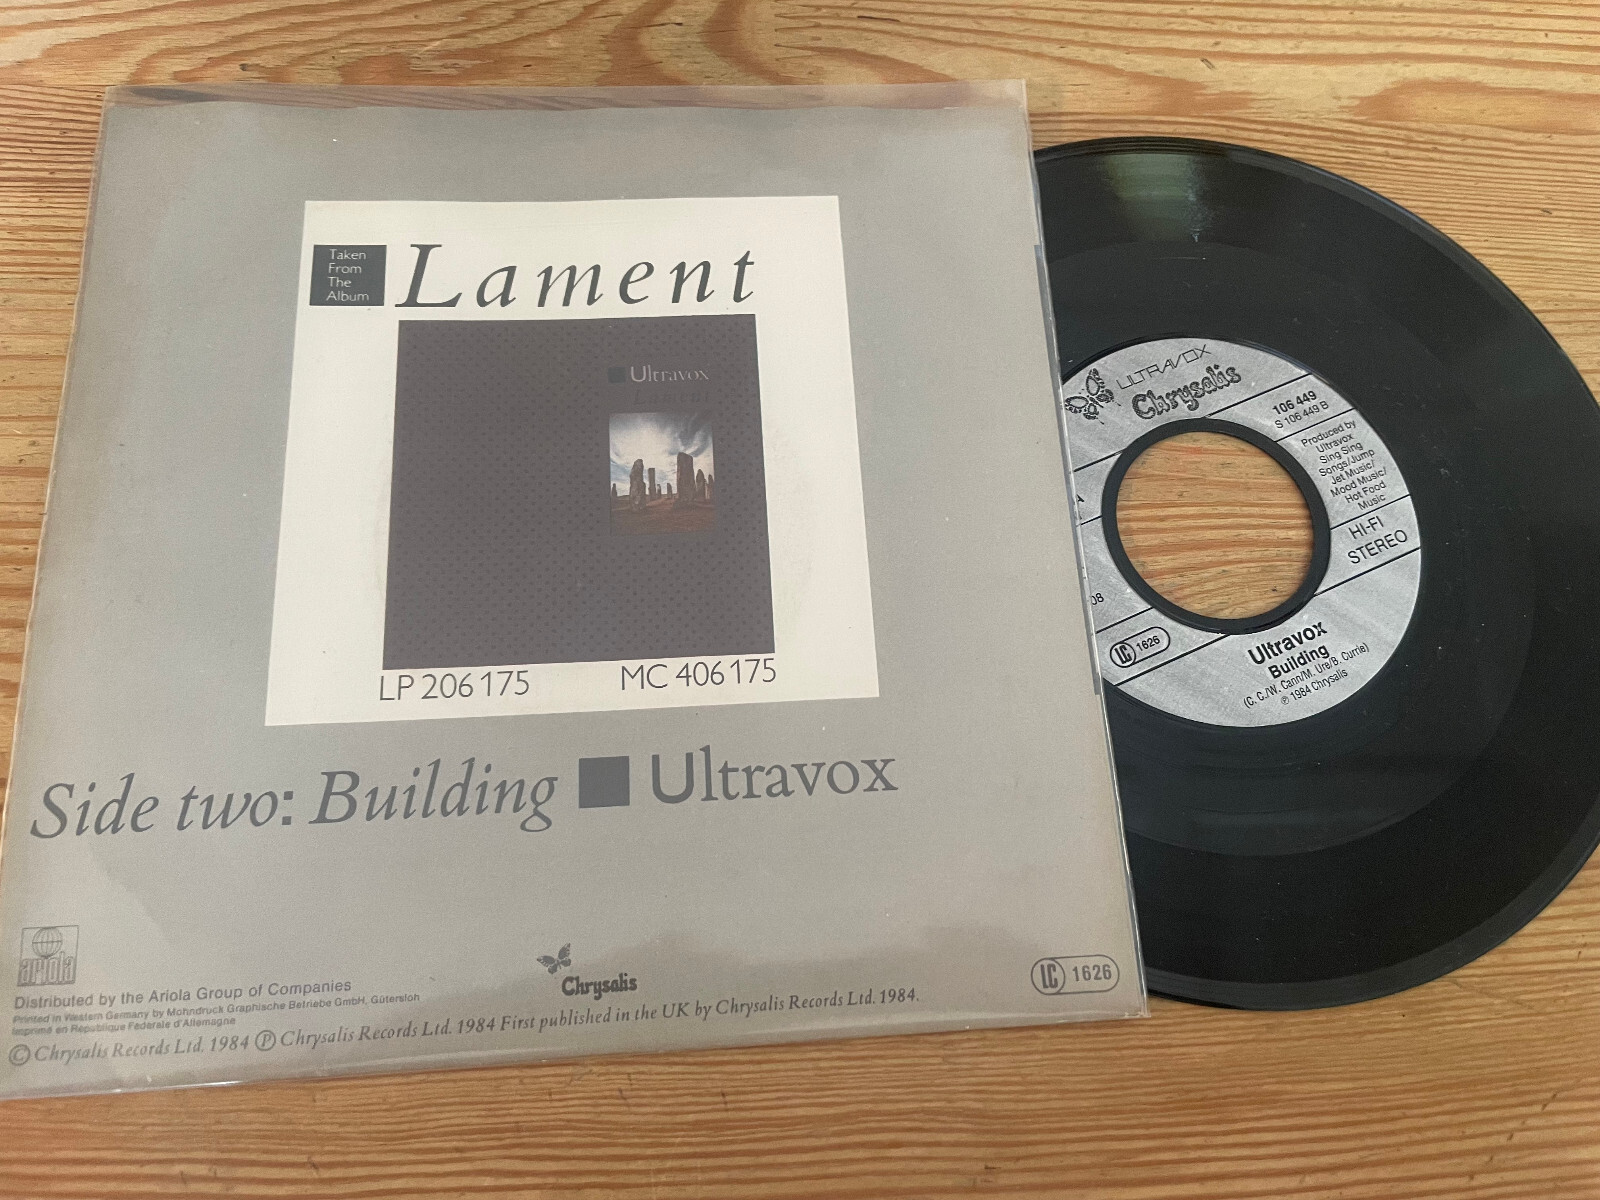 Taken
From
The
Album
Lament
Ultravox
Lament
LP 206 175 MC 406 175
Side two: Building ■ Ultravox
ariola
Distributed by the Ariola Group of Companies
Printed in Western Germany by Mohndruck Graphische Betriebe GmbH, Gütersloh
Imprimé en République Fédérale d'Allemagne
Chrysalis
LC 1626
© Chrysalis Records Ltd. 1984 ℗ Chrysalis Records Ltd. 1984 First published in the UK by Chrysalis Records Ltd. 1984.
ULTRAVOX
Chrysalis
106 449
S 106 449 B
Produced by
Ultravox
Sing Sing
Songs/Jump
Jet Music/
Mood Music/
Hot Food
Music
HI-FI
STEREO
LC 1626
Ultravox
Building
(C. C./W. Cann/M. Ure/B. Currie)
℗ 1984 Chrysalis